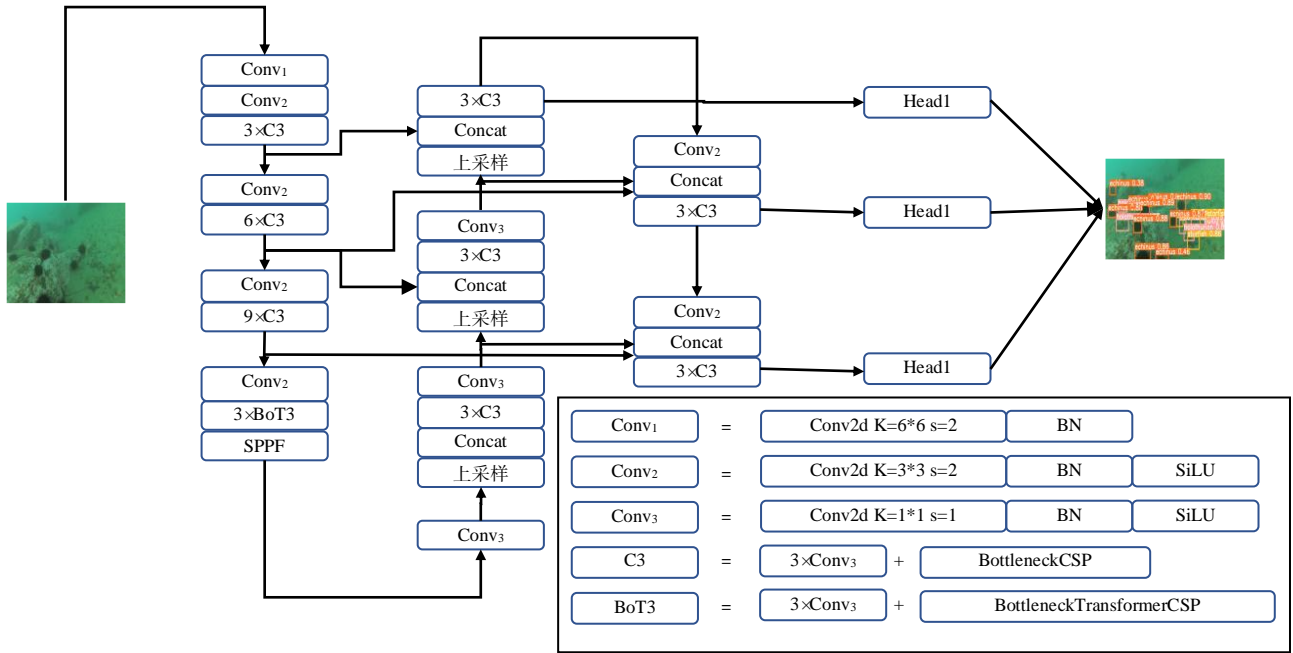 Conv₁
Conv₂
3×C3
Conv₂
6×C3
Conv₂
9×C3
Conv₂
3×BoT3
SPPF
3×C3
Concat
上采样
Conv₃
3×C3
Concat
上采样
Conv₃
3×C3
Concat
上采样
Conv₃
Conv₂
Concat
3×C3
Conv₂
Concat
3×C3
Head1
Head1
Head1
echinus 0.38
Conv₁ = Conv2d K=6*6 s=2 BN
Conv₂ = Conv2d K=3*3 s=2 BN SiLU
Conv₃ = Conv2d K=1*1 s=1 BN SiLU
C3 = 3×Conv₃ + BottleneckCSP
BoT3 = 3×Conv₃ + BottleneckTransformerCSP